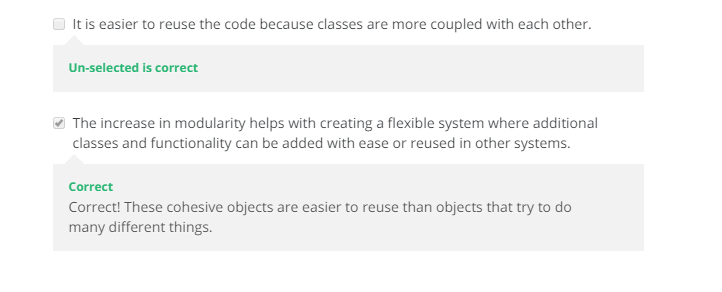 It is easier to reuse the code because classes are more coupled with each other.
Un-selected is correct
The increase in modularity helps with creating a flexible system where additional
classes and functionality can be added with ease or reused in other systems.
Correct
Correct! These cohesive objects are easier to reuse than objects that try to do
many different things.